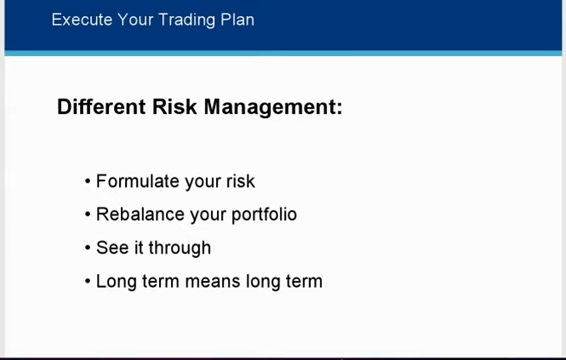 Execute Your Trading Plan
Different Risk Management:
• Formulate your risk
• Rebalance your portfolio
• See it through
• Long term means long term